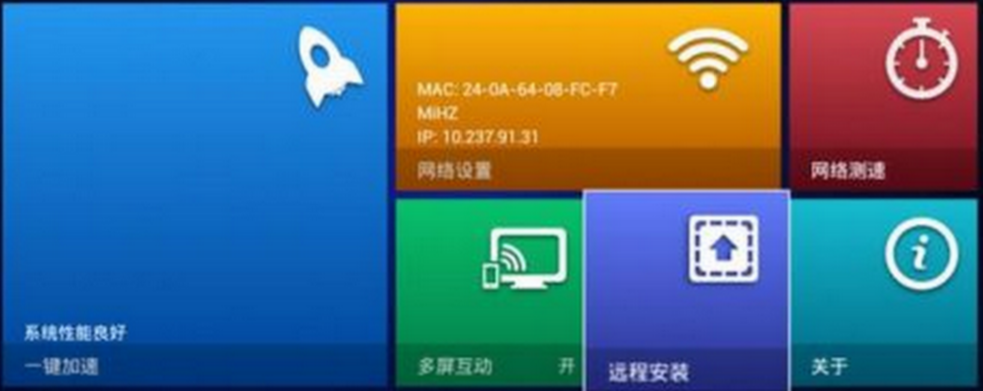 MAC: 24-0A-64-08-FC-F7
MiHZ
IP: 10.237.91.31
网络设置
网络测速
系统性能良好
一键加速
多屏互动 开
远程安装
关于